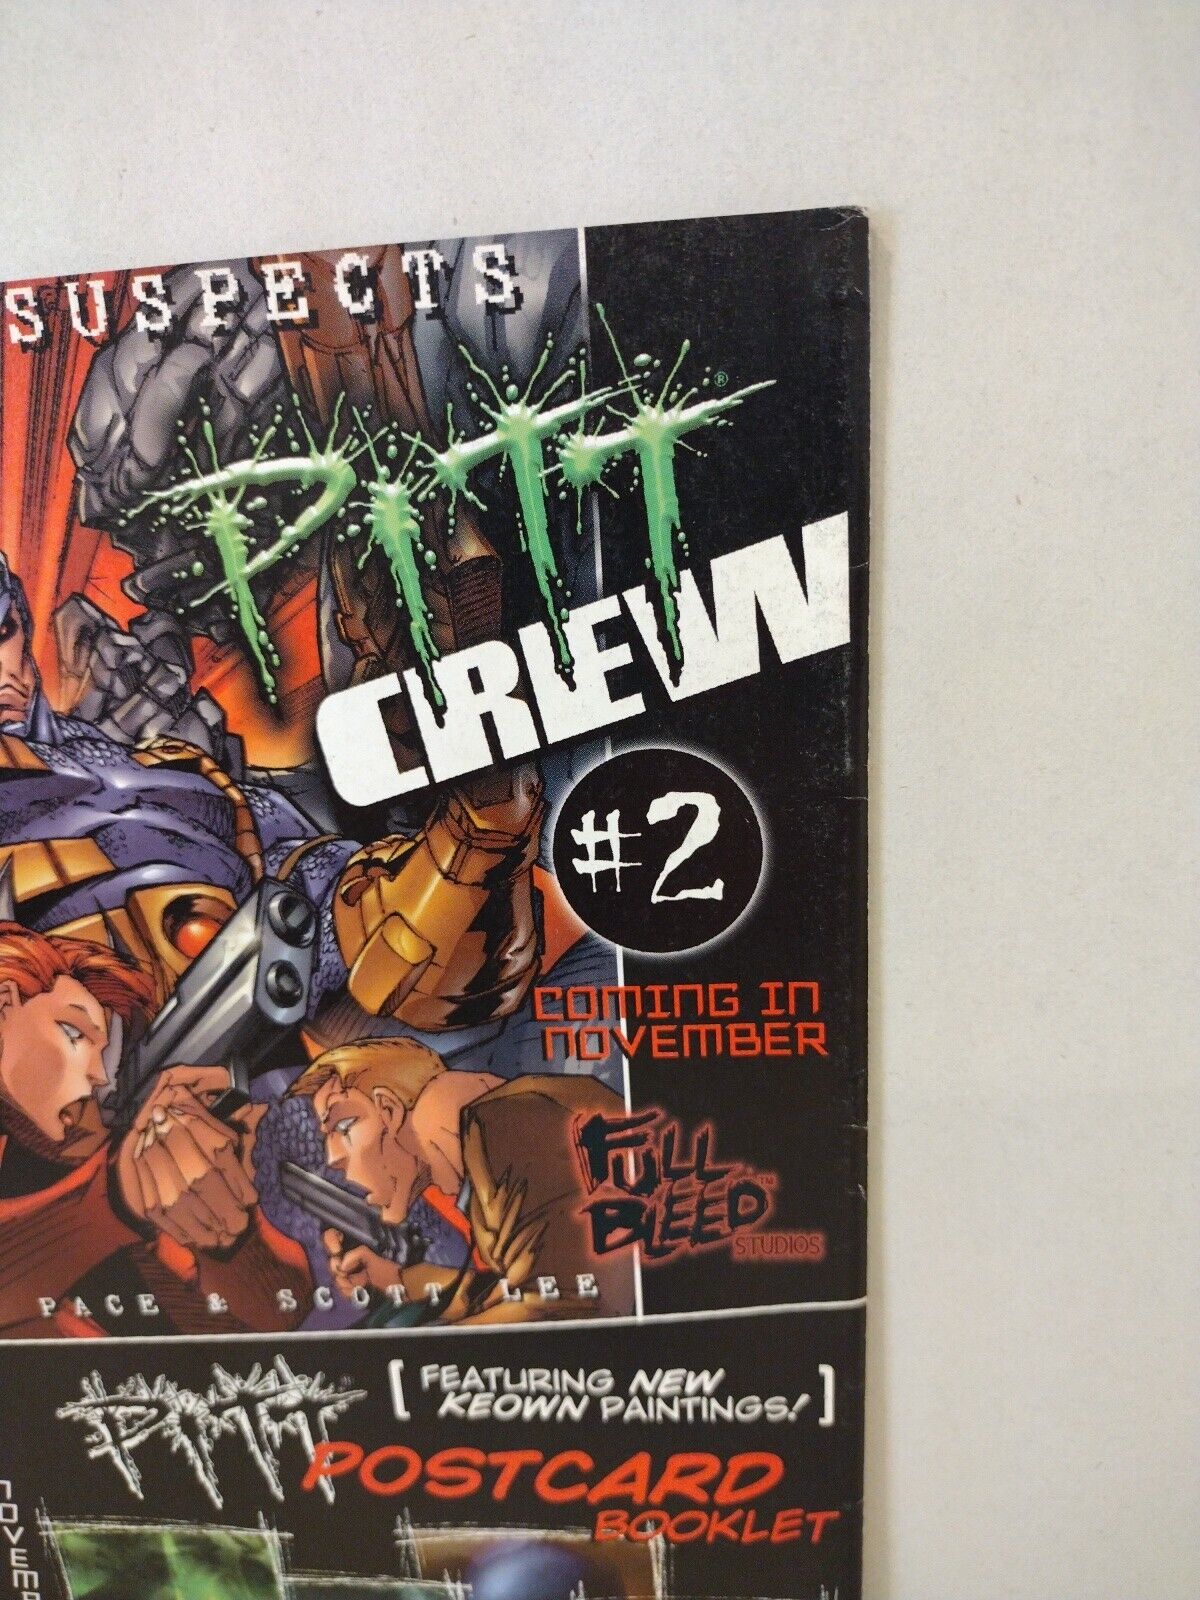 SUSPECTS
PITT®
CREW
#2
COMING IN
NOVEMBER
FULL
BLEED™
STUDIOS
PACE & SCOTT LEE
PITT
[ FEATURING NEW
KEOWN PAINTINGS! ]
POSTCARD
BOOKLET